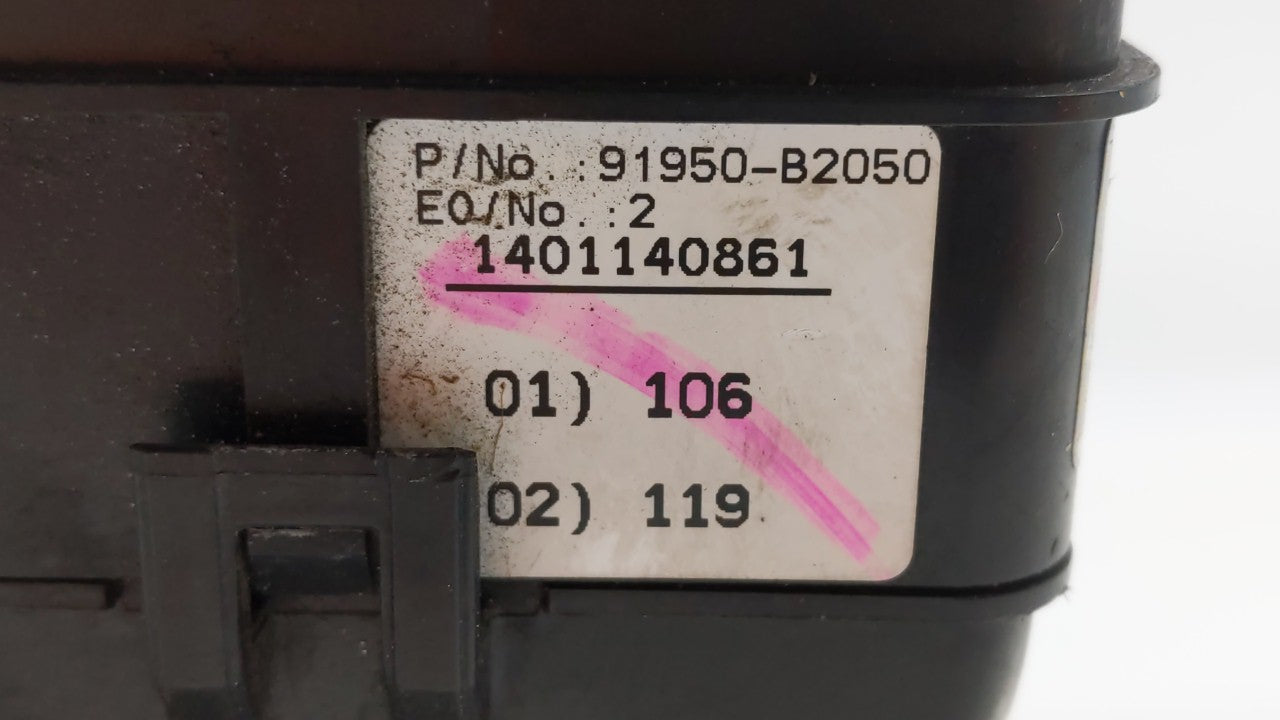 P/No. :91950-B2050
EO/No. :2
1401140861
01) 106
02) 119